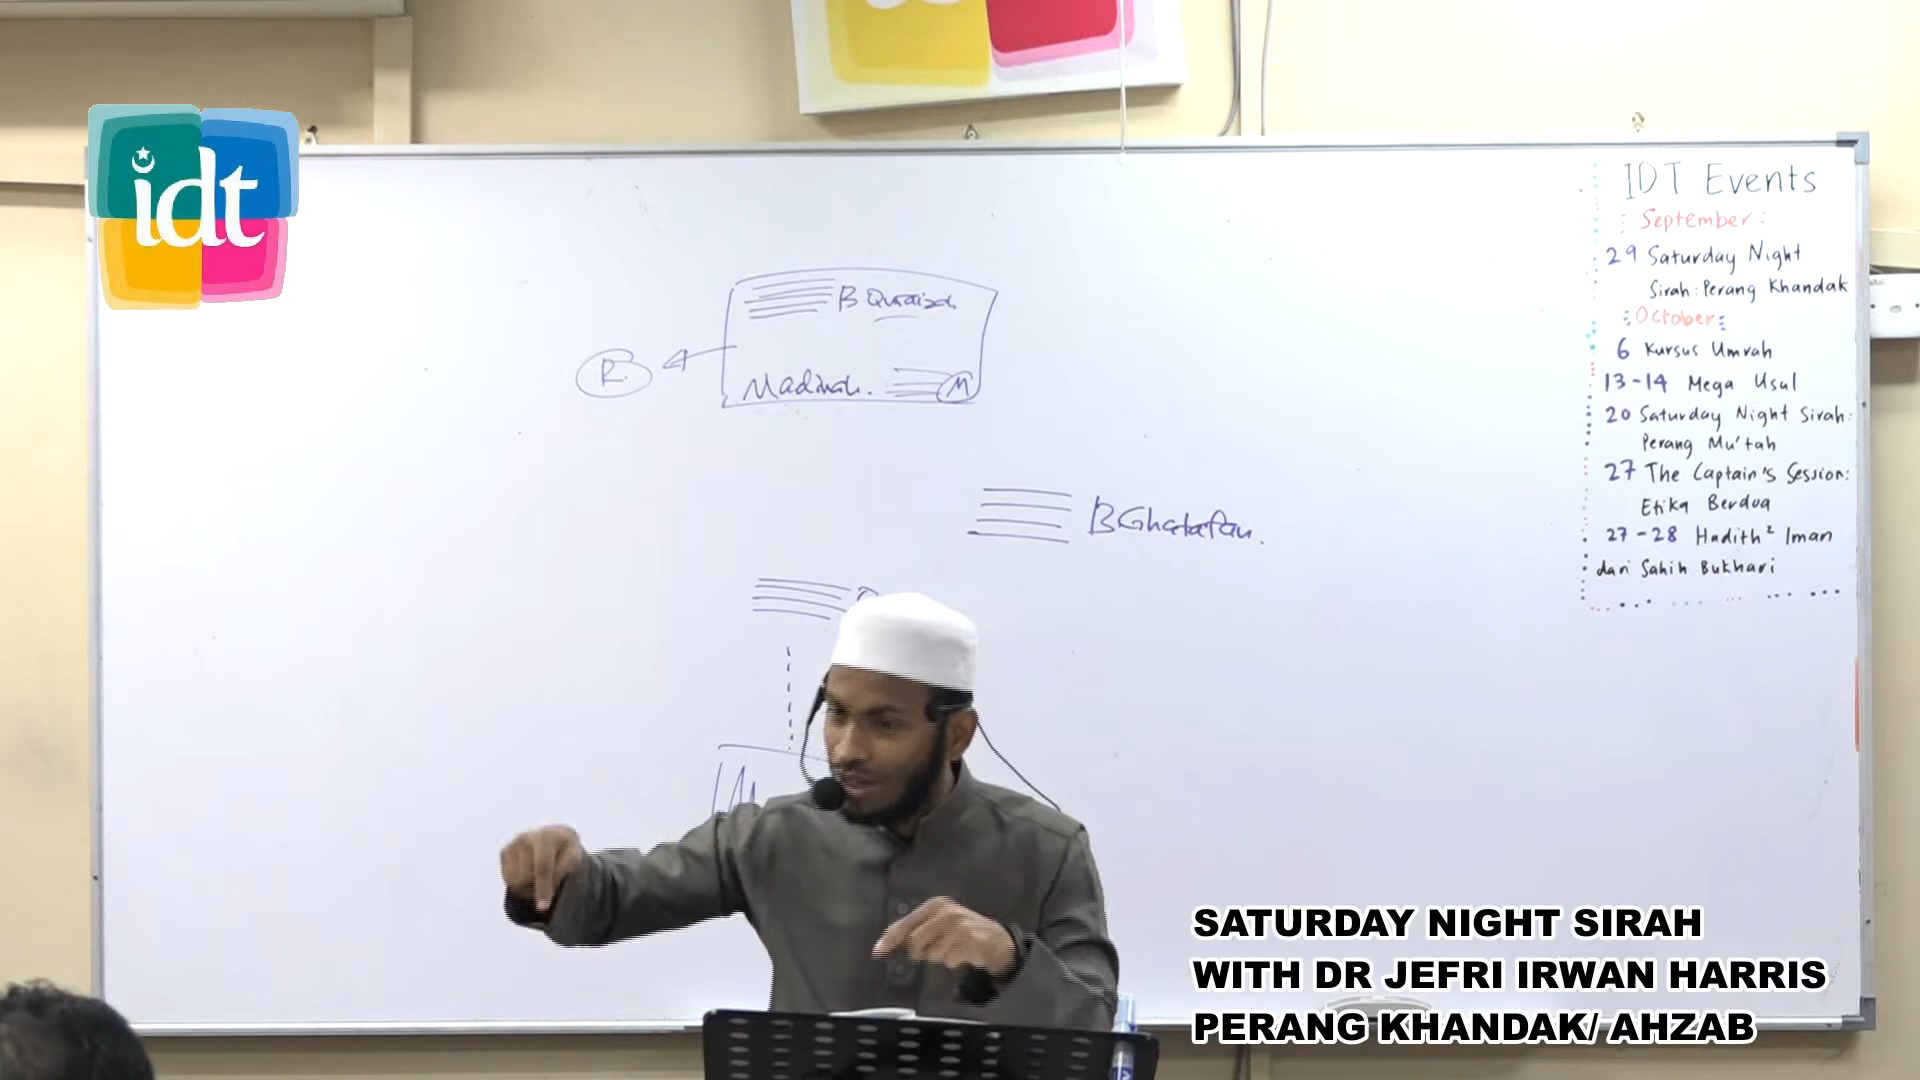 idt
B Quraizah
R.
Madinah.
M
B Ghatafan.
M
IDT Events
September:
29 Saturday Night
Sirah: Perang Khandak
October
6 Kursus Umrah
13-14 Mega Usul
20 Saturday Night Sirah:
Perang Mu'tah
27 The Captain's Session:
Etika Berdoa
27-28 Hadith² Iman
dari Sahih Bukhari
SATURDAY NIGHT SIRAH
WITH DR JEFRI IRWAN HARRIS
PERANG KHANDAK/ AHZAB